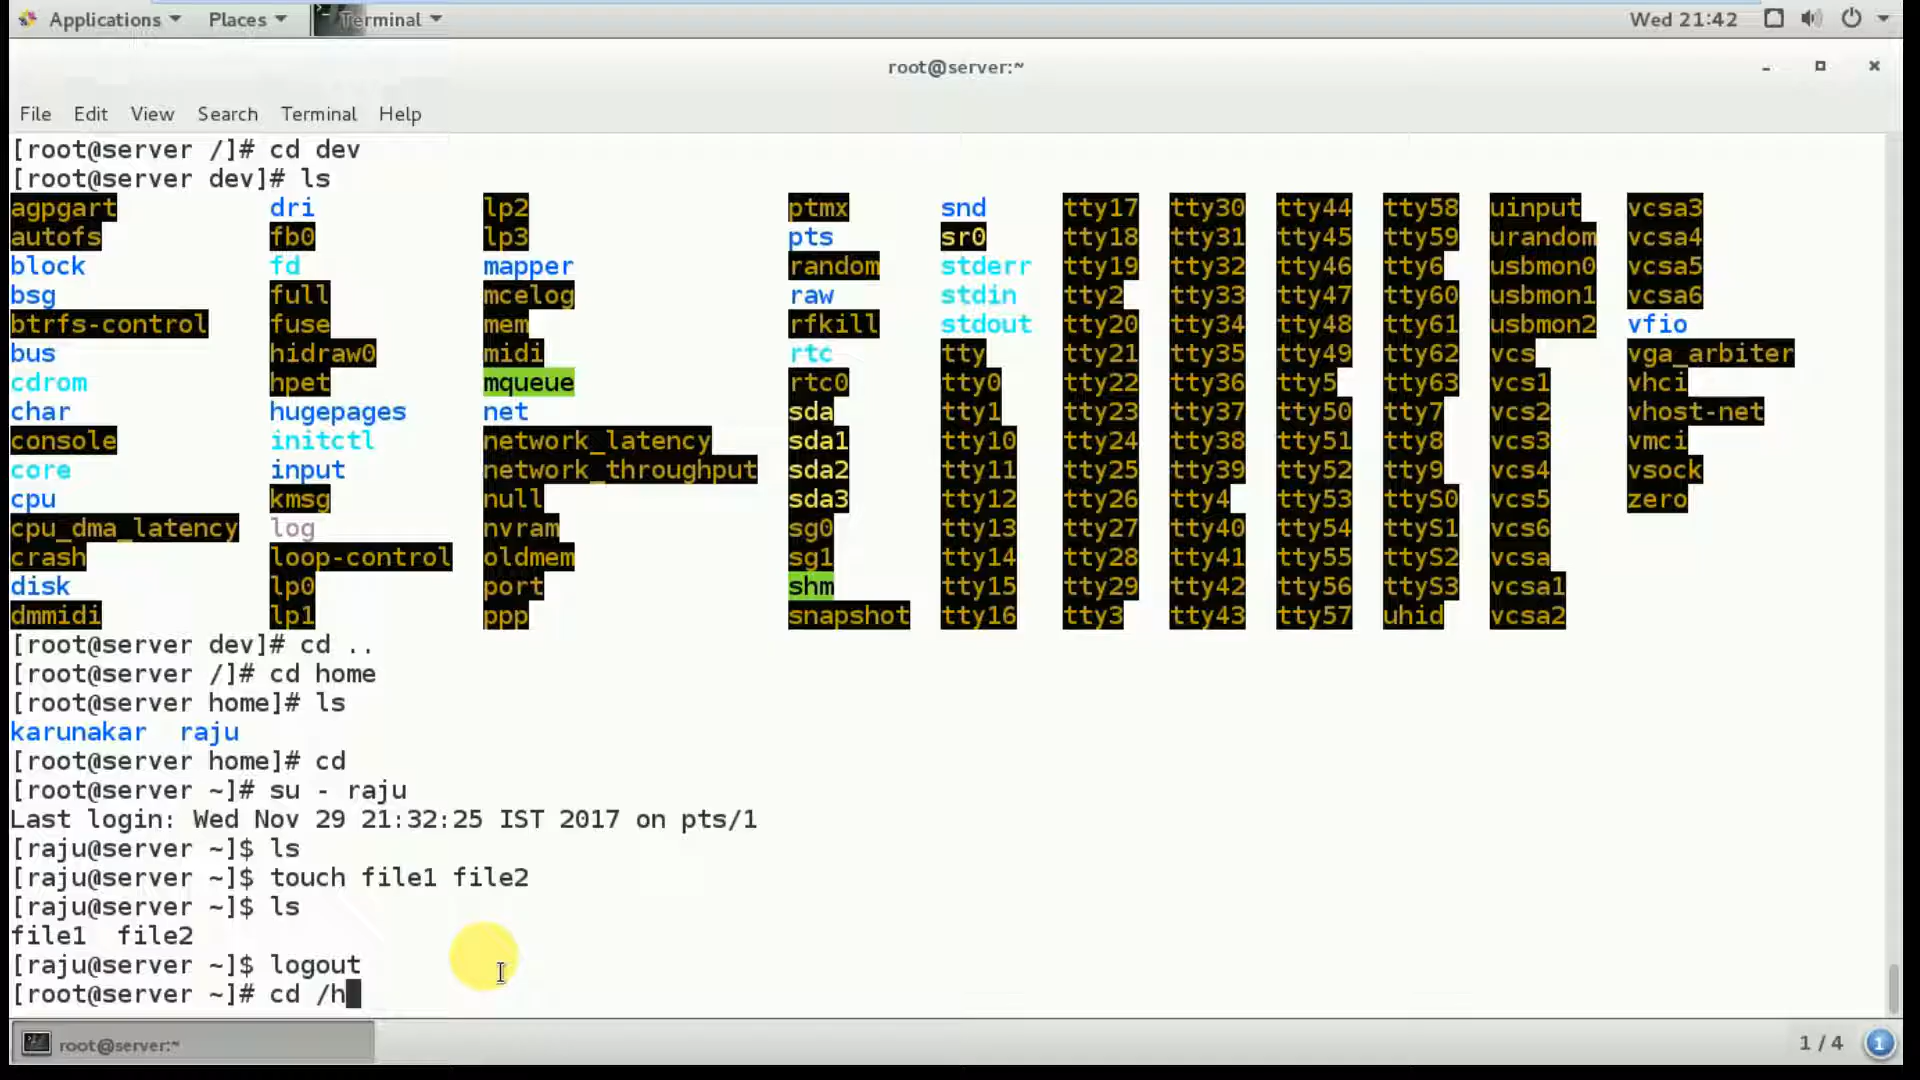 Applications Places Terminal Wed 21:42
root@server:~
File Edit View Search Terminal Help
[root@server /]# cd dev
[root@server dev]# ls
agpgart dri lp2 ptmx snd tty17 tty30 tty44 tty58 uinput vcsa3
autofs fb0 lp3 pts sr0 tty18 tty31 tty45 tty59 urandom vcsa4
block fd mapper random stderr tty19 tty32 tty46 tty6 usbmon0 vcsa5
bsg full mcelog raw stdin tty2 tty33 tty47 tty60 usbmon1 vcsa6
btrfs-control fuse mem rfkill stdout tty20 tty34 tty48 tty61 usbmon2 vfio
bus hidraw0 midi rtc tty tty21 tty35 tty49 tty62 vcs vga_arbiter
cdrom hpet mqueue rtc0 tty0 tty22 tty36 tty5 tty63 vcs1 vhci
char hugepages net sda tty1 tty23 tty37 tty50 tty7 vcs2 vhost-net
console initctl network_latency sda1 tty10 tty24 tty38 tty51 tty8 vcs3 vmci
core input network_throughput sda2 tty11 tty25 tty39 tty52 tty9 vcs4 vsock
cpu kmsg null sda3 tty12 tty26 tty4 tty53 ttyS0 vcs5 zero
cpu_dma_latency log nvram sg0 tty13 tty27 tty40 tty54 ttyS1 vcs6
crash loop-control oldmem sg1 tty14 tty28 tty41 tty55 ttyS2 vcsa
disk lp0 port shm tty15 tty29 tty42 tty56 ttyS3 vcsa1
dmmidi lp1 ppp snapshot tty16 tty3 tty43 tty57 uhid vcsa2
[root@server dev]# cd ..
[root@server /]# cd home
[root@server home]# ls
karunakar raju
[root@server home]# cd
[root@server ~]# su - raju
Last login: Wed Nov 29 21:32:25 IST 2017 on pts/1
[raju@server ~]$ ls
[raju@server ~]$ touch file1 file2
[raju@server ~]$ ls
file1 file2
[raju@server ~]$ logout
[root@server ~]# cd /h
root@server:~ 1 / 4 1